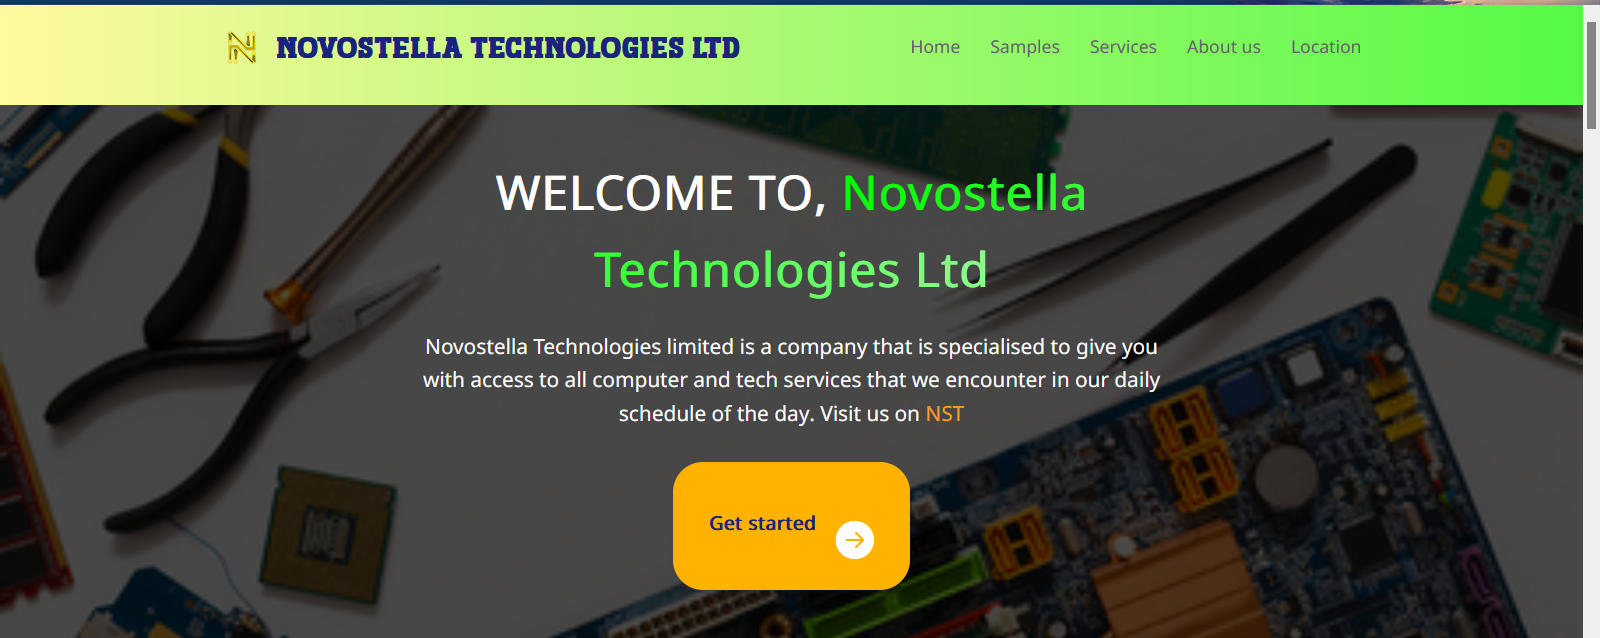 NOVOSTELLA TECHNOLOGIES LTD
Home Samples Services About us Location
WELCOME TO, Novostella
Technologies Ltd
Novostella Technologies limited is a company that is specialised to give you
with access to all computer and tech services that we encounter in our daily
schedule of the day. Visit us on NST
Get started